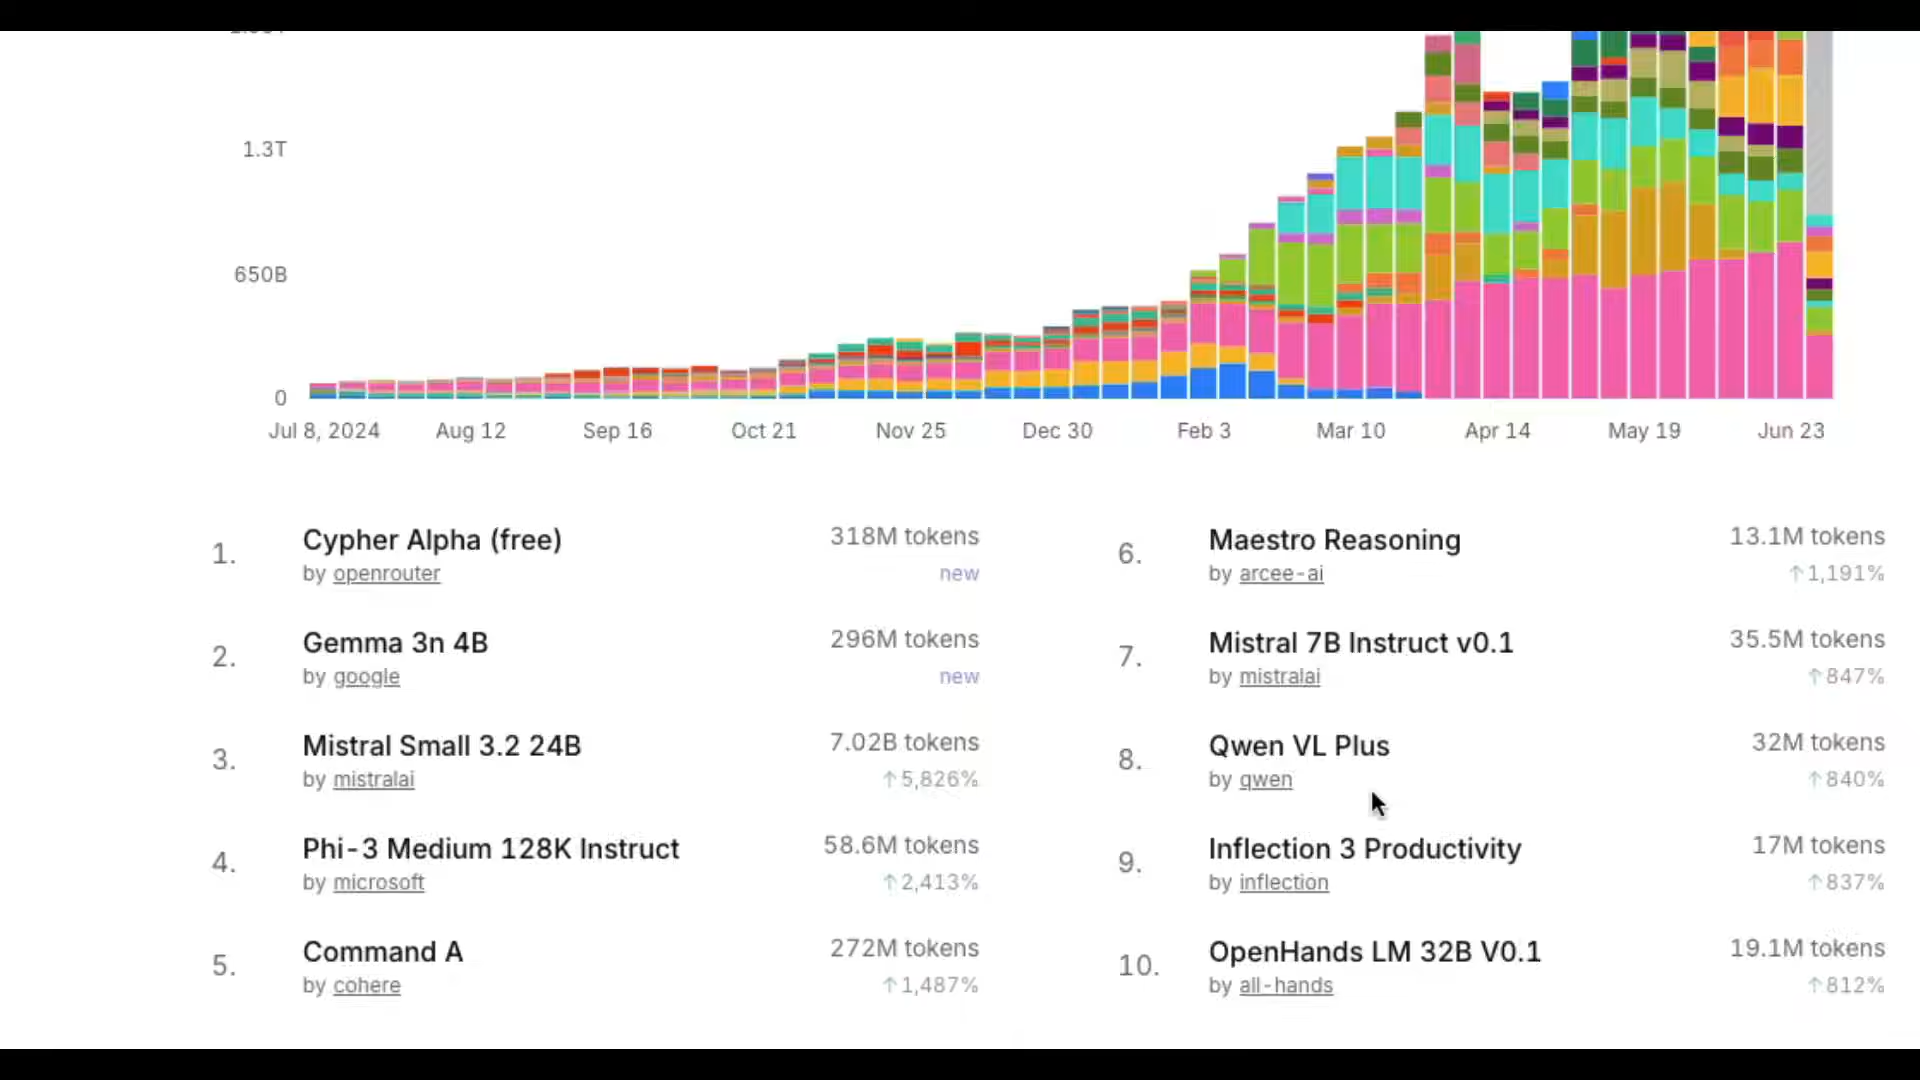 1.3T
650B
0
Jul 8, 2024 Aug 12 Sep 16 Oct 21 Nov 25 Dec 30 Feb 3 Mar 10 Apr 14 May 19 Jun 23
1. Cypher Alpha (free) 318M tokens
by openrouter new
2. Gemma 3n 4B 296M tokens
by google new
3. Mistral Small 3.2 24B 7.02B tokens
by mistralai ↑5,826%
4. Phi-3 Medium 128K Instruct 58.6M tokens
by microsoft ↑2,413%
5. Command A 272M tokens
by cohere ↑1,487%
6. Maestro Reasoning 13.1M tokens
by arcee-ai ↑1,191%
7. Mistral 7B Instruct v0.1 35.5M tokens
by mistralai ↑847%
8. Qwen VL Plus 32M tokens
by qwen ↑840%
9. Inflection 3 Productivity 17M tokens
by inflection ↑837%
10. OpenHands LM 32B V0.1 19.1M tokens
by all-hands ↑812%